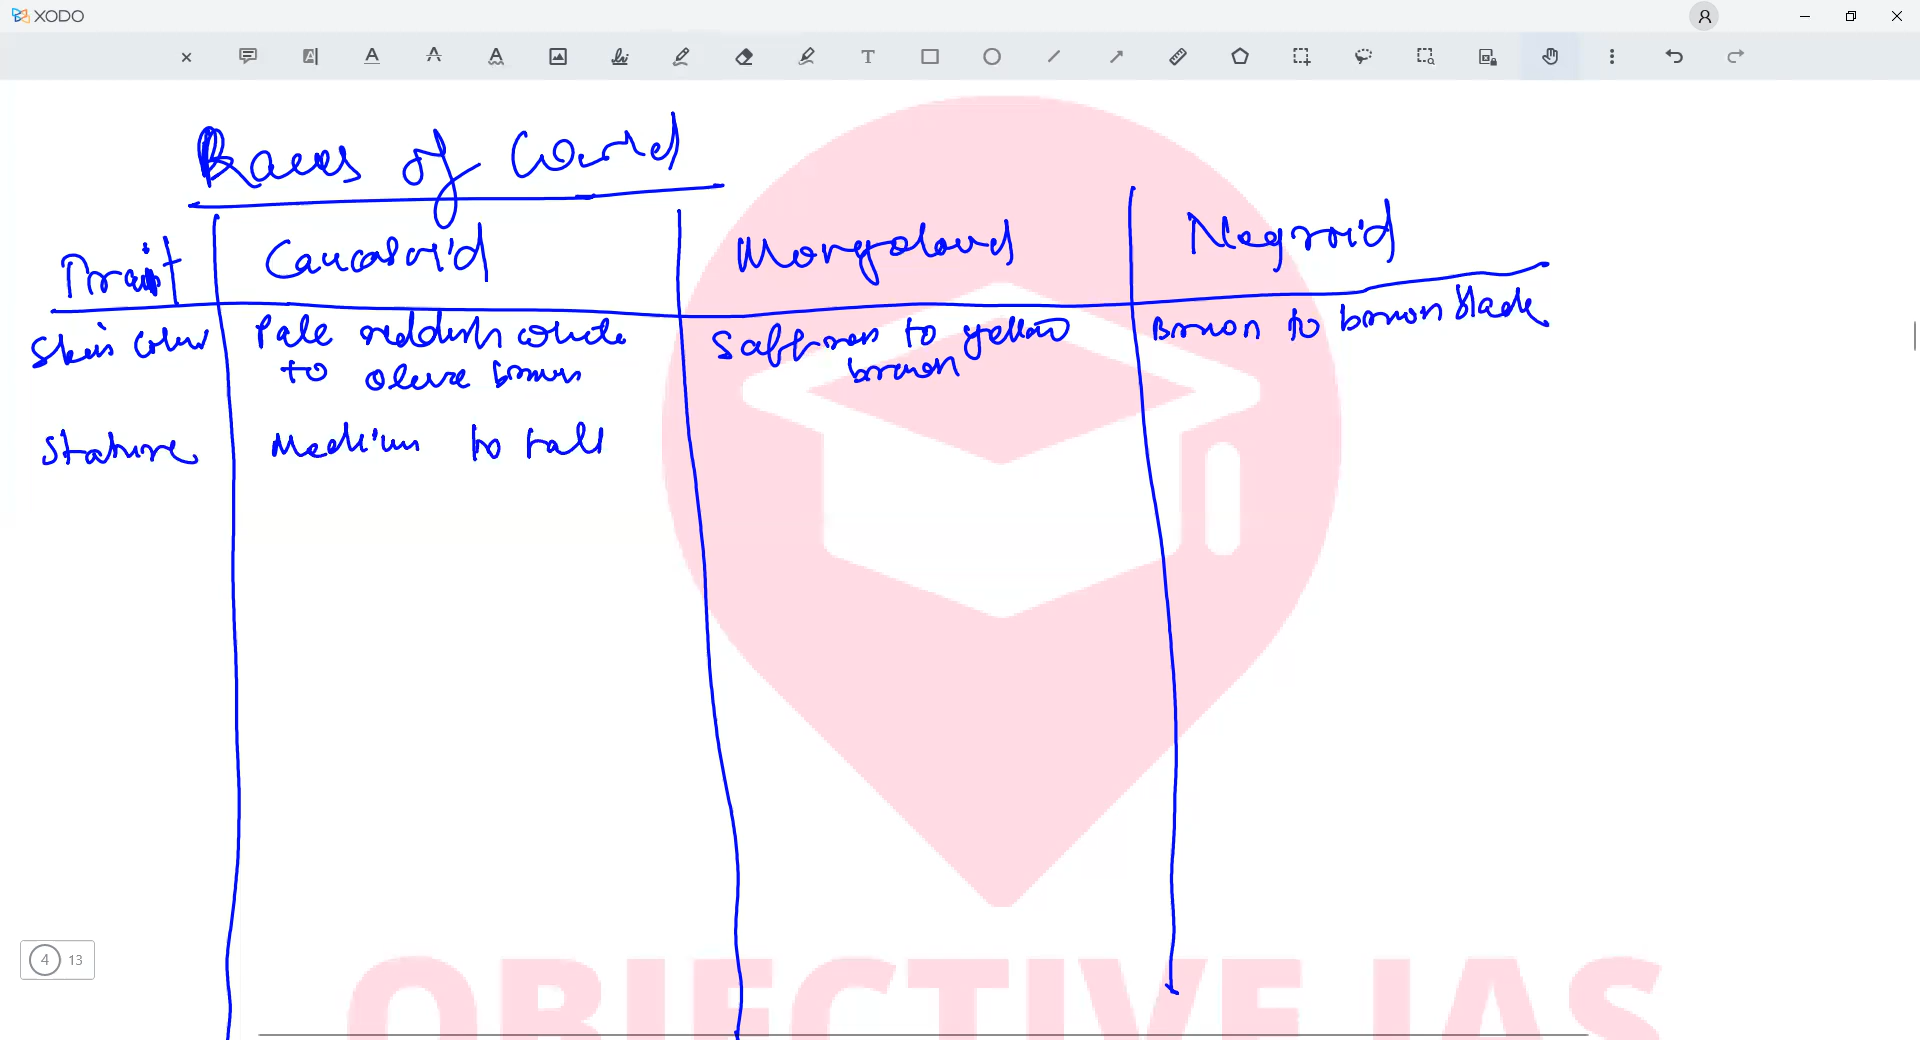 XODO
Races of World
Trait Caucasoid Mongoloid Negroid
Skin colour Pale reddish white to olive brown Saffron to yellow brown Brown to brown black
Stature Medium to tall
4 13
OBJECTIVE IAS